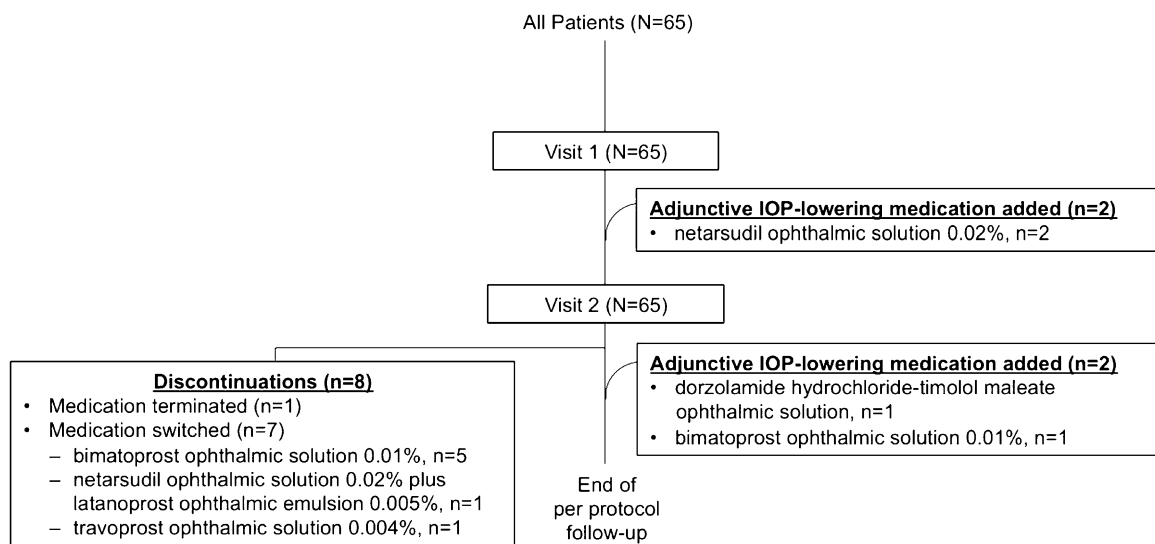 All Patients (N=65)
Visit 1 (N=65)
Adjunctive IOP-lowering medication added (n=2)
• netarsudil ophthalmic solution 0.02%, n=2
Visit 2 (N=65)
Discontinuations (n=8)
• Medication terminated (n=1)
• Medication switched (n=7)
– bimatoprost ophthalmic solution 0.01%, n=5
– netarsudil ophthalmic solution 0.02% plus
latanoprost ophthalmic emulsion 0.005%, n=1
– travoprost ophthalmic solution 0.004%, n=1
Adjunctive IOP-lowering medication added (n=2)
• dorzolamide hydrochloride-timolol maleate
ophthalmic solution, n=1
• bimatoprost ophthalmic solution 0.01%, n=1
End of
per protocol
follow-up